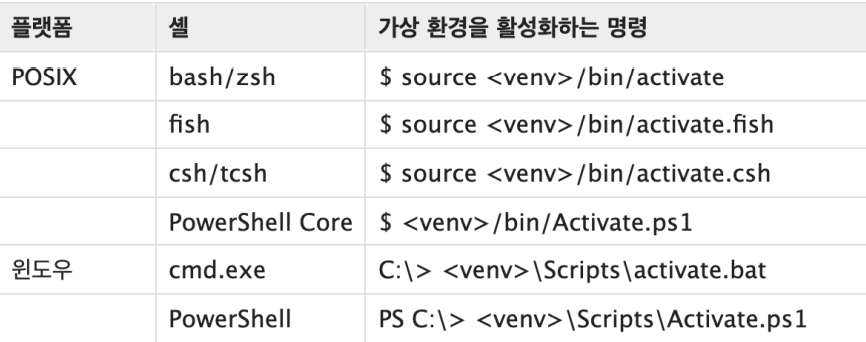 플랫폼 셸 가상 환경을 활성화하는 명령
POSIX bash/zsh $ source <venv>/bin/activate
fish $ source <venv>/bin/activate.fish
csh/tcsh $ source <venv>/bin/activate.csh
PowerShell Core $ <venv>/bin/Activate.ps1
윈도우 cmd.exe C:\> <venv>\Scripts\activate.bat
PowerShell PS C:\> <venv>\Scripts\Activate.ps1